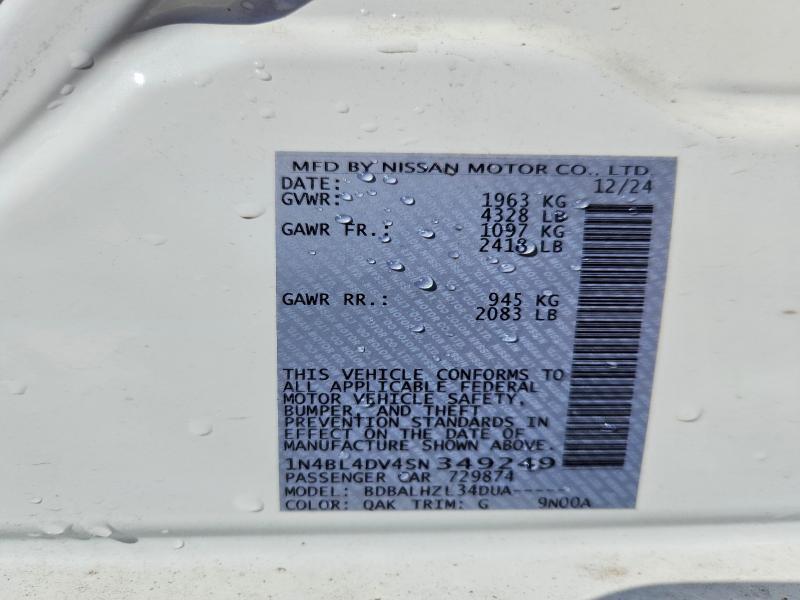 MFD BY NISSAN MOTOR CO., LTD.
DATE: 12/24
GVWR: 1963 KG
4328 LB
GAWR FR.: 1097 KG
2418 LB
GAWR RR.: 945 KG
2083 LB
THIS VEHICLE CONFORMS TO
ALL APPLICABLE FEDERAL
MOTOR VEHICLE SAFETY,
BUMPER, AND THEFT
PREVENTION STANDARDS IN
EFFECT ON THE DATE OF
MANUFACTURE SHOWN ABOVE.
1N4BL4DV4SN 349249
PASSENGER CAR 729874
MODEL: BDBALHZL34DUA-----
COLOR: QAK TRIM: G 9N00A